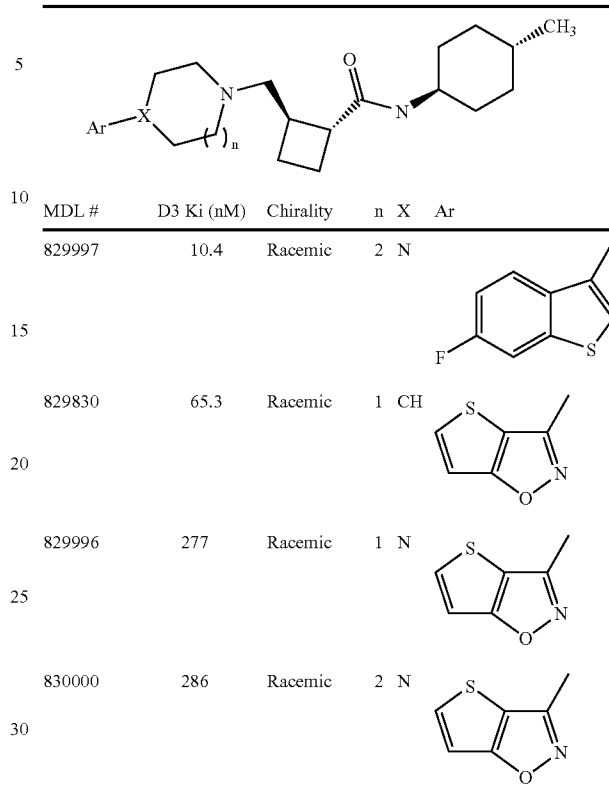 5
O
CH₃
N
N
Ar
X
( )n
10
MDL # D3 Ki (nM) Chirality n X Ar
829997 10.4 Racemic 2 N
15
F
S
829830 65.3 Racemic 1 CH
S
20
N
O
829996 277 Racemic 1 N
S
25
N
O
830000 286 Racemic 2 N
S
30
N
O